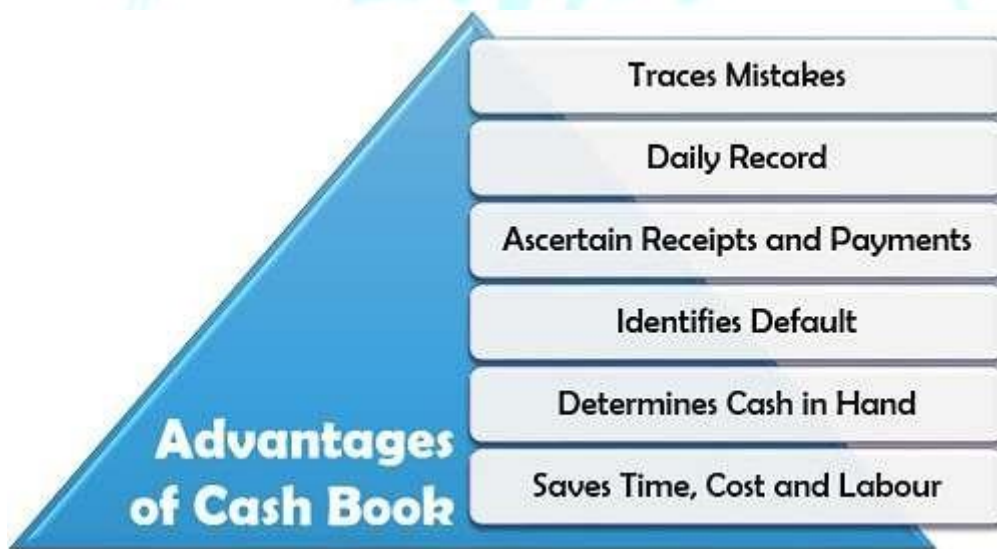 Traces Mistakes
Daily Record
Ascertain Receipts and Payments
Identifies Default
Determines Cash in Hand
Saves Time, Cost and Labour
Advantages
of Cash Book